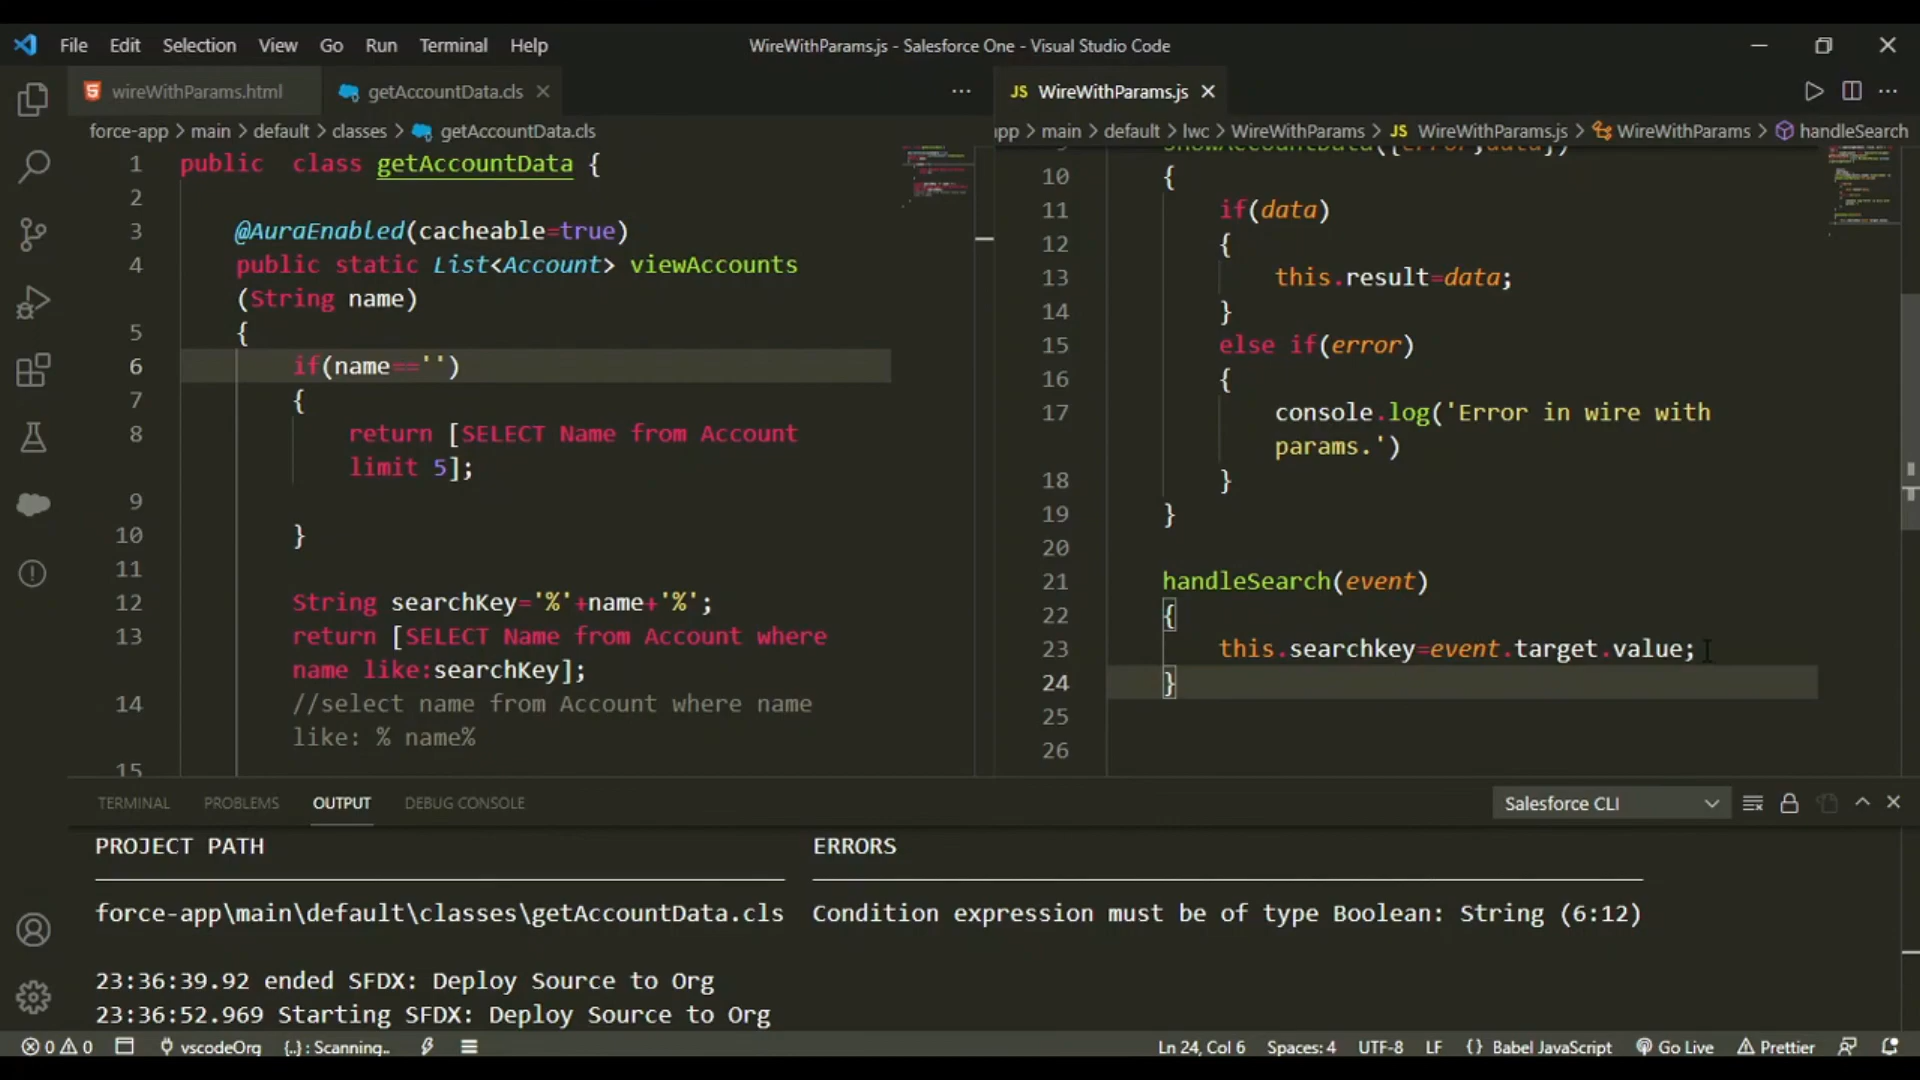 File Edit Selection View Go Run Terminal Help
WireWithParams.js - Salesforce One - Visual Studio Code
wireWithParams.html
getAccountData.cls
force-app > main > default > classes > getAccountData.cls
1 public  class getAccountData {
2
3 @AuraEnabled(cacheable=true)
4 public static List<Account> viewAccounts
(String name)
5 {
6 if(name=='')
7 {
8 return [SELECT Name from Account
limit 5];
9
10 }
11
12 String searchKey='%'+name+'%';
13 return [SELECT Name from Account where
name like:searchKey];
14 //select name from Account where name
like: % name%
15
JS WireWithParams.js
app > main > default > lwc > WireWithParams > JS WireWithParams.js > WireWithParams > handleSearch
showAccountData({error,data})
10 {
11 if(data)
12 {
13 this.result=data;
14 }
15 else if(error)
16 {
17 console.log('Error in wire with
params.')
18 }
19 }
20
21 handleSearch(event)
22 {
23 this.searchkey=event.target.value;
24 }
25
26
TERMINAL PROBLEMS OUTPUT DEBUG CONSOLE
Salesforce CLI
PROJECT PATH ERRORS
force-app\main\default\classes\getAccountData.cls Condition expression must be of type Boolean: String (6:12)
23:36:39.92 ended SFDX: Deploy Source to Org
23:36:52.969 Starting SFDX: Deploy Source to Org
0 0 vscodeOrg {..} : Scanning..
Ln 24, Col 6 Spaces: 4 UTF-8 LF {} Babel JavaScript Go Live Prettier